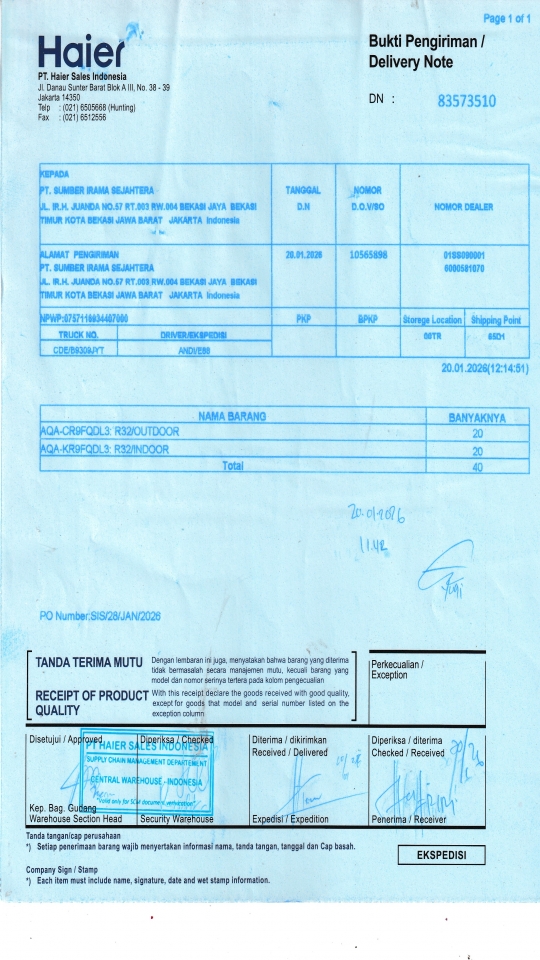 Page 1 of 1
Haier
PT. Haier Sales Indonesia
Jl. Danau Sunter Barat Blok A III, No. 38 - 39
Jakarta 14350
Telp : (021) 6505668 (Hunting)
Fax : (021) 6512556
Bukti Pengiriman /
Delivery Note
DN : 83573510
KEPADA
PT. SUMBER IRAMA SEJAHTERA
JL. IR.H. JUANDA NO.57 RT.003 RW.004 BEKASI JAYA BEKASI
TIMUR KOTA BEKASI JAWA BARAT JAKARTA Indonesia
TANGGAL
D.N
NOMOR
D.O.V/SO
NOMOR DEALER
ALAMAT PENGIRIMAN
PT. SUMBER IRAMA SEJAHTERA
JL. IR.H. JUANDA NO.57 RT.003 RW.004 BEKASI JAYA BEKASI
TIMUR KOTA BEKASI JAWA BARAT JAKARTA Indonesia
20.01.2026
10565898
01SS090001
6000581070
PKP
BPKP
Storege Location
Shipping Point
TRUCK NO.
DRIVER/EKSPEDISI
00TR
65D1
CDE/B9309JYT
20.01.2026(12:14:51)
NAMA BARANG
BANYAKNYA
AQA-CR9FQDL3: R32/OUTDOOR
20
AQA-KR9FQDL3: R32/INDOOR
20
Total
40
20.01.2026
11.42
PO Number:SIS/28/JAN/2026
TANDA TERIMA MUTU
Dengan lembaran ini juga, menyatakan bahwa barang yang diterima
tidak bermasalah secara manajemen mutu, kecuali barang yang
model dan nomor serinya tertera pada kolom pengecualian
RECEIPT OF PRODUCT
QUALITY
With this receipt declare the goods received with good quality,
except for goods that model and serial number listed on the
exception column
Perkecualian /
Exception
Disetujui / Approved
Diperiksa / Checked
Diterima / dikirimkan
Received / Delivered
Diperiksa / diterima
Checked / Received
PT HAIER SALES INDONESIA
SUPPLY CHAIN MANAGEMENT DEPARTEMENT
CENTRAL WAREHOUSE - INDONESIA
*Valid only for SCM document verification*
Kep. Bag. Gudang
Warehouse Section Head
Security Warehouse
Expedisi / Expedition
Penerima / Receiver
Tanda tangan/cap perusahaan
*) Setiap penerimaan barang wajib menyertakan informasi nama, tanda tangan, tanggal dan Cap basah.
EKSPEDISI
Company Sign / Stamp
*) Each item must include name, signature, date and wet stamp information.